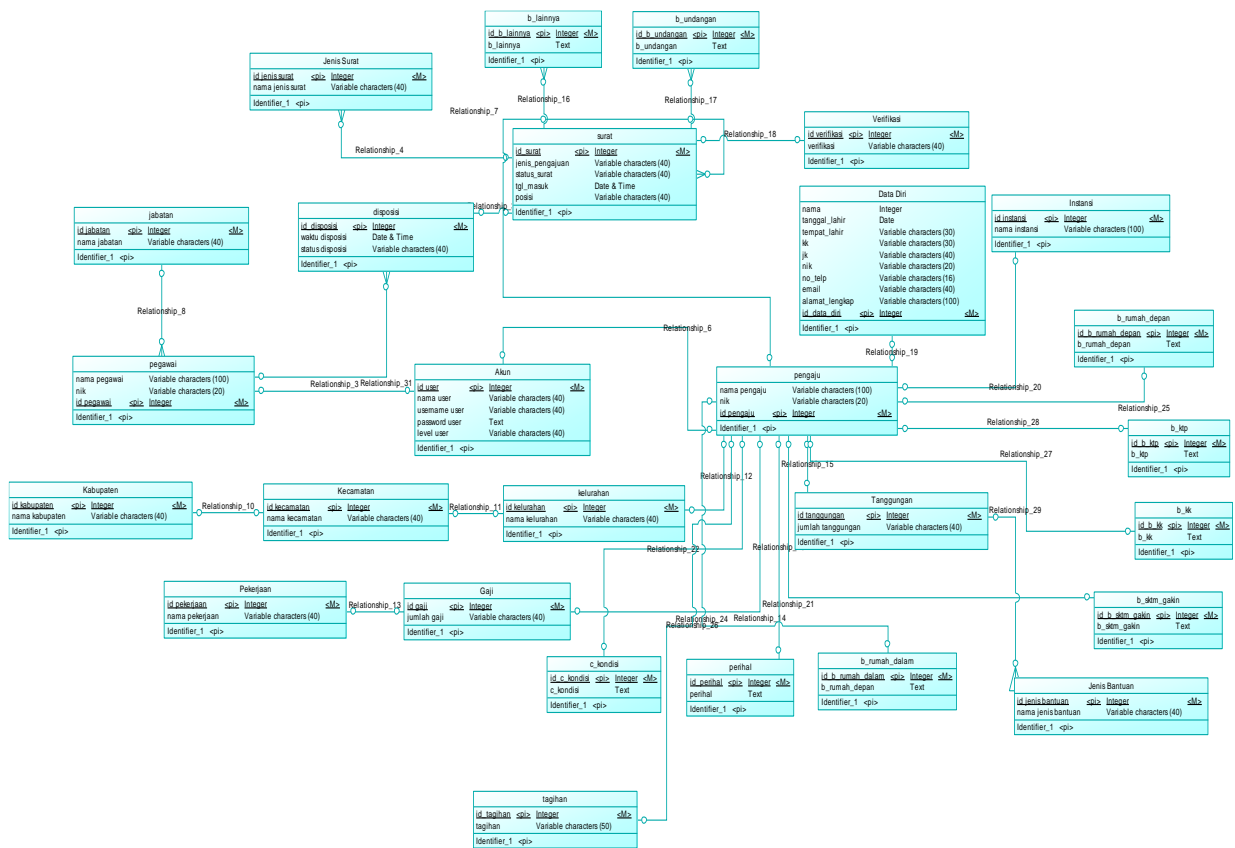 b_lainnya
id_b_lainnya <pi> Integer <M>
b_lainnya Text
Identifier_1 <pi>
b_undangan
id_b_undangan <pi> Integer <M>
b_undangan Text
Identifier_1 <pi>
Jenis Surat
id jenis surat <pi> Integer <M>
nama jenis surat Variable characters (40)
Identifier_1 <pi>
Relationship_16
Relationship_17
Relationship_7
Relationship_4
Relationship_18
surat
id_surat <pi> Integer <M>
jenis_pengajuan Variable characters (40)
status_surat Variable characters (40)
tgl_masuk Date & Time
posisi Variable characters (40)
Identifier_1 <pi>
Verifikasi
id verifikasi <pi> Integer <M>
verifikasi Variable characters (40)
Identifier_1 <pi>
Data Diri
nama Integer
tanggal_lahir Date
tempat_lahir Variable characters (30)
kk Variable characters (30)
jk Variable characters (40)
nik Variable characters (20)
no_telp Variable characters (16)
email Variable characters (40)
alamat_lengkap Variable characters (100)
id_data_diri <pi> Integer <M>
Identifier_1 <pi>
Instansi
id instansi <pi> Integer <M>
nama instansi Variable characters (100)
Identifier_1 <pi>
jabatan
id jabatan <pi> Integer <M>
nama jabatan Variable characters (40)
Identifier_1 <pi>
disposisi
id_disposisi <pi> Integer <M>
waktu disposisi Date & Time
status disposisi Variable characters (40)
Identifier_1 <pi>
Relationship_8
Relationship_6
Relationship_19
b_rumah_depan
id_b_rumah_depan <pi> Integer <M>
b_rumah_depan Text
Identifier_1 <pi>
pegawai
nama pegawai Variable characters (100)
nik Variable characters (20)
id pegawai <pi> Integer <M>
Identifier_1 <pi>
Relationship_3
Relationship_31
Akun
id user <pi> Integer <M>
nama user Variable characters (40)
username user Variable characters (40)
password user Text
level user Variable characters (40)
Identifier_1 <pi>
pengaju
nama pengaju Variable characters (100)
nik Variable characters (20)
id pengaju <pi> Integer <M>
Identifier_1 <pi>
Relationship_20
Relationship_25
Relationship_28
b_ktp
id_b_ktp <pi> Integer <M>
b_ktp Text
Identifier_1 <pi>
Relationship_27
Relationship_15
Relationship_12
Kabupaten
id kabupaten <pi> Integer <M>
nama kabupaten Variable characters (40)
Identifier_1 <pi>
Relationship_10
Kecamatan
id kecamatan <pi> Integer <M>
nama kecamatan Variable characters (40)
Identifier_1 <pi>
Relationship_11
kelurahan
id kelurahan <pi> Integer <M>
nama kelurahan Variable characters (40)
Identifier_1 <pi>
Tanggungan
id tanggungan <pi> Integer <M>
jumlah tanggungan Variable characters (40)
Identifier_1 <pi>
Relationship_29
b_kk
id_b_kk <pi> Integer <M>
b_kk Text
Identifier_1 <pi>
Relationship_22
Pekerjaan
id pekerjaan <pi> Integer <M>
nama pekerjaan Variable characters (40)
Identifier_1 <pi>
Relationship_13
Gaji
id gaji <pi> Integer <M>
jumlah gaji Variable characters (40)
Identifier_1 <pi>
Relationship_21
Relationship_24
Relationship_14
b_sktm_gakin
id_b_sktm_gakin <pi> Integer <M>
b_sktm_gakin Text
Identifier_1 <pi>
c_kondisi
id_c_kondisi <pi> Integer <M>
c_kondisi Text
Identifier_1 <pi>
perihal
id_perihal <pi> Integer <M>
perihal Text
Identifier_1 <pi>
b_rumah_dalam
id_b_rumah_dalam <pi> Integer <M>
b_rumah_depan Text
Identifier_1 <pi>
Jenis Bantuan
id jenis bantuan <pi> Integer <M>
nama jenis bantuan Variable characters (40)
Identifier_1 <pi>
tagihan
id_tagihan <pi> Integer <M>
tagihan Variable characters (50)
Identifier_1 <pi>